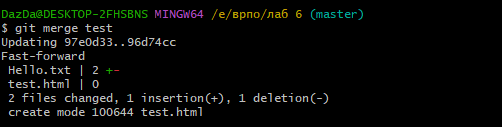 DazDa@DESKTOP-2FHSBNS MINGW64 /e/врпо/лаб 6 (master)
$ git merge test
Updating 97e0d33..96d74cc
Fast-forward
 Hello.txt | 2 +-
 test.html | 0
 2 files changed, 1 insertion(+), 1 deletion(-)
 create mode 100644 test.html